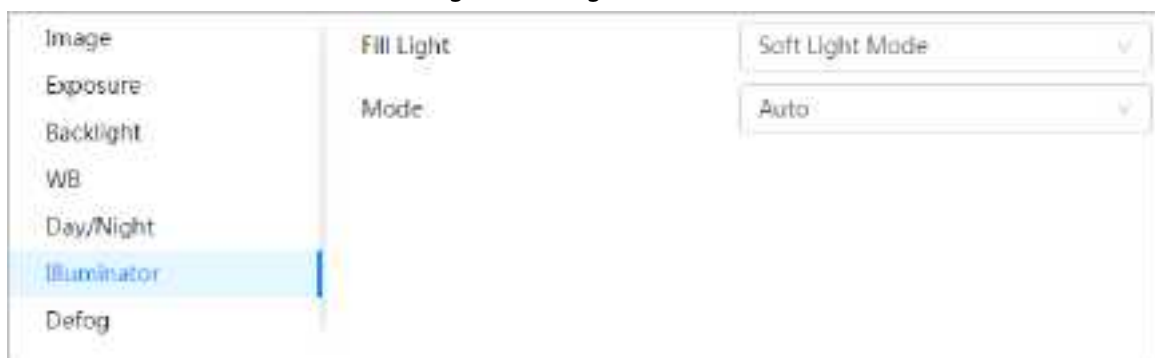 Image
Exposure
Backlight
WB
Day/Night
Illuminator
Defog
Fill Light
Soft Light Mode
Mode
Auto